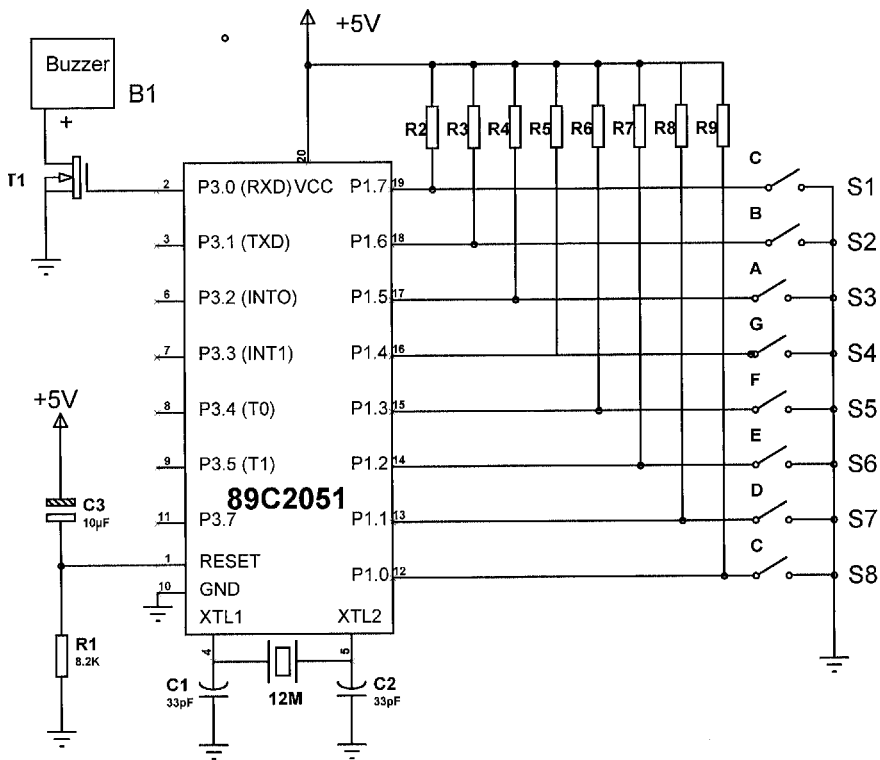 +5V
Buzzer
B1
+
R2 R3 R4 R5 R6 R7 R8 R9
T1
20
2 P3.0 (RXD) VCC P1.7 19 C S1
3 P3.1 (TXD) P1.6 18 B S2
6 P3.2 (INTO) P1.5 17 A S3
7 P3.3 (INT1) P1.4 16 G S4
8 P3.4 (T0) P1.3 15 F S5
9 P3.5 (T1) P1.2 14 E S6
89C2051
11 P3.7 P1.1 13 D S7
1 RESET
P1.0 12 C S8
10 GND
XTL1 XTL2
4 5
+5V
C3
10µF
R1
8.2K
C1
33pF
12M
C2
33pF